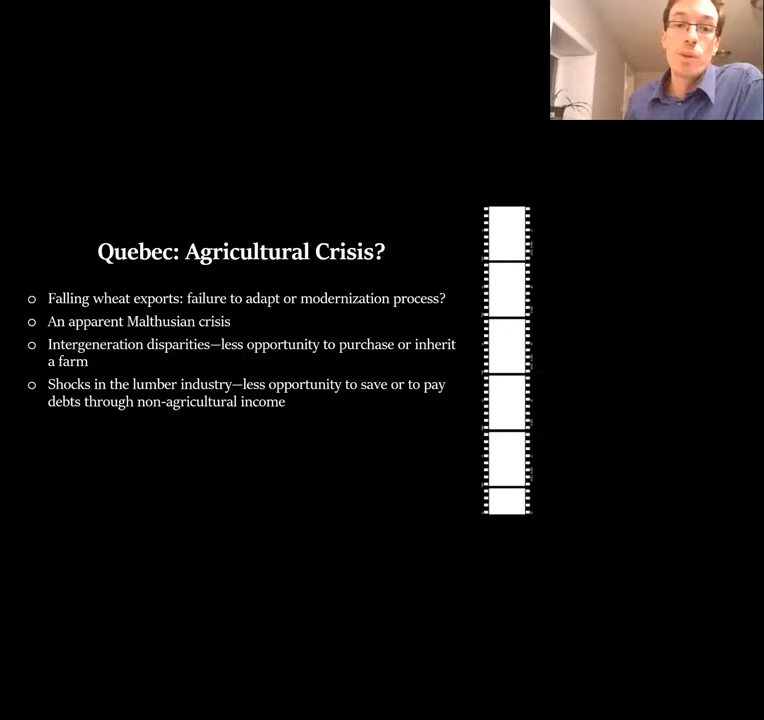 Quebec: Agricultural Crisis?
Falling wheat exports: failure to adapt or modernization process?
An apparent Malthusian crisis
Intergeneration disparities—less opportunity to purchase or inherit
a farm
Shocks in the lumber industry—less opportunity to save or to pay
debts through non-agricultural income